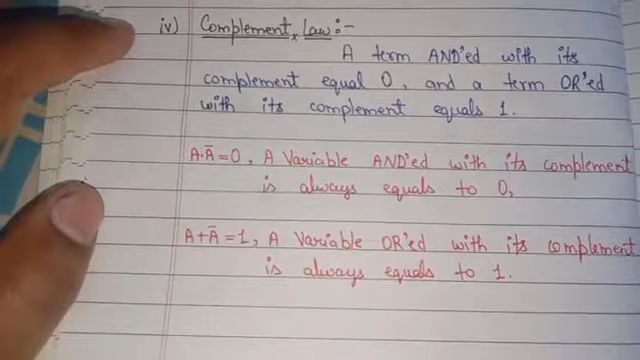 iv) Complement Law:-
A term AND'ed with its
complement equal 0, and a term OR'ed
with its complement equals 1.
A·Ā=0, A Variable AND'ed with its complement
is always equals to 0,
A+Ā=1, A Variable OR'ed with its complement
is always equals to 1.